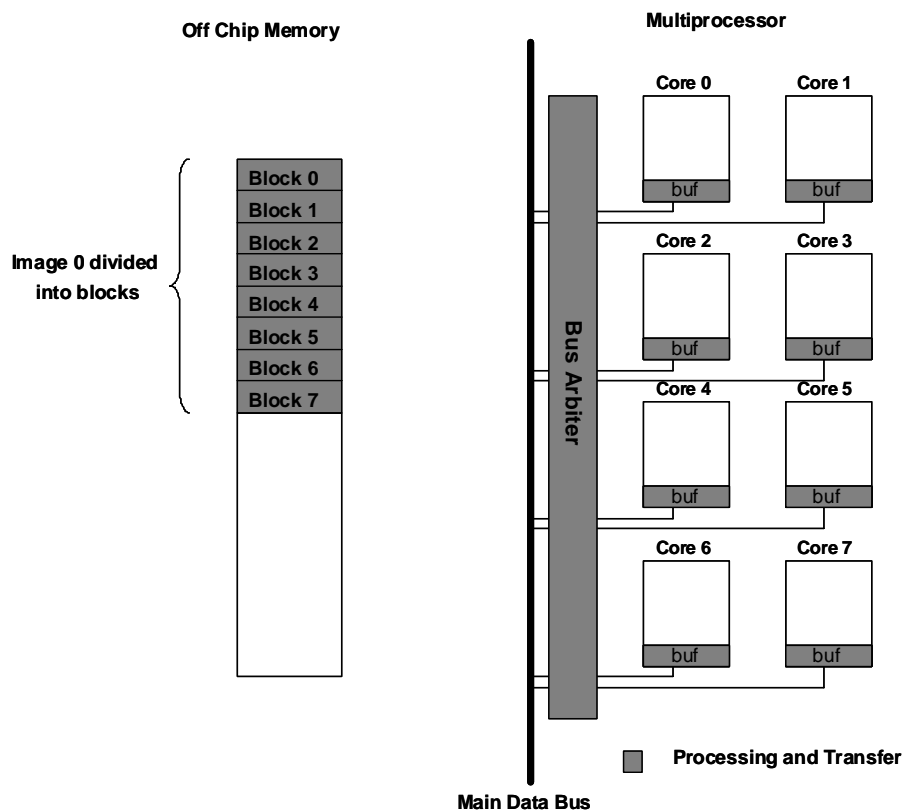 Off Chip Memory
Multiprocessor
Image 0 divided
into blocks
Block 0
Block 1
Block 2
Block 3
Block 4
Block 5
Block 6
Block 7
Bus Arbiter
Core 0
Core 1
buf
buf
Core 2
Core 3
buf
buf
Core 4
Core 5
buf
buf
Core 6
Core 7
buf
buf
Processing and Transfer
Main Data Bus